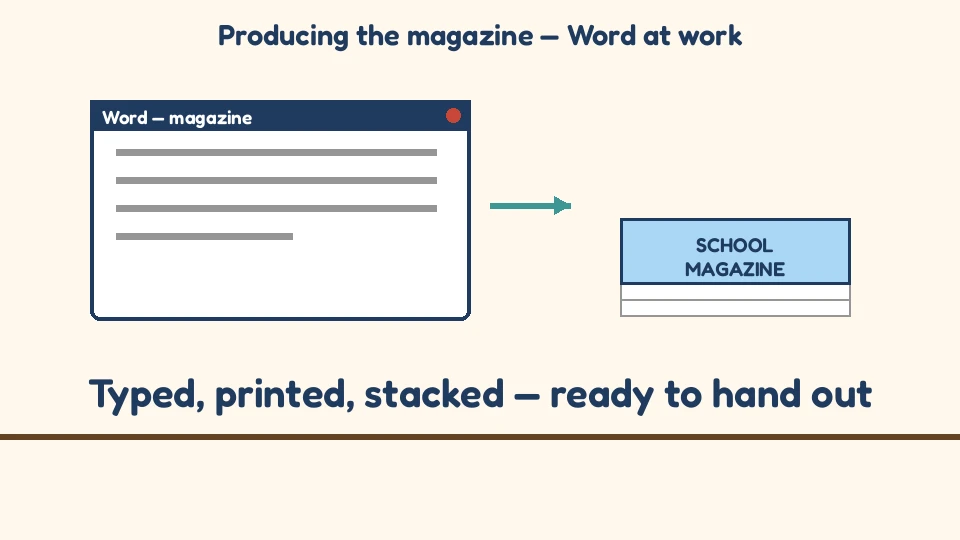 Producing the magazine — Word at work
Word — magazine
SCHOOL
MAGAZINE
Typed, printed, stacked — ready to hand out